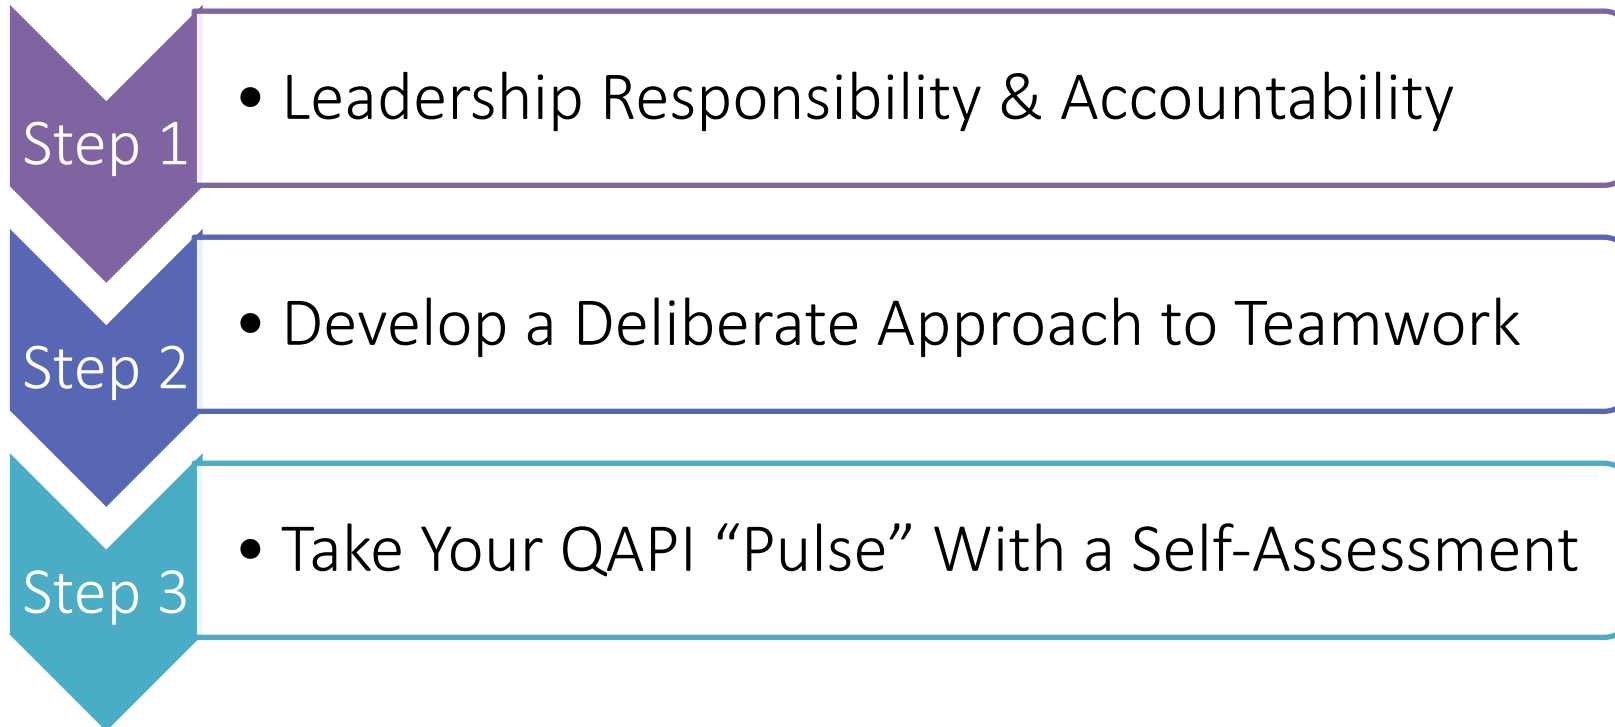 Step 1
• Leadership Responsibility & Accountability
Step 2
• Develop a Deliberate Approach to Teamwork
Step 3
• Take Your QAPI “Pulse” With a Self-Assessment